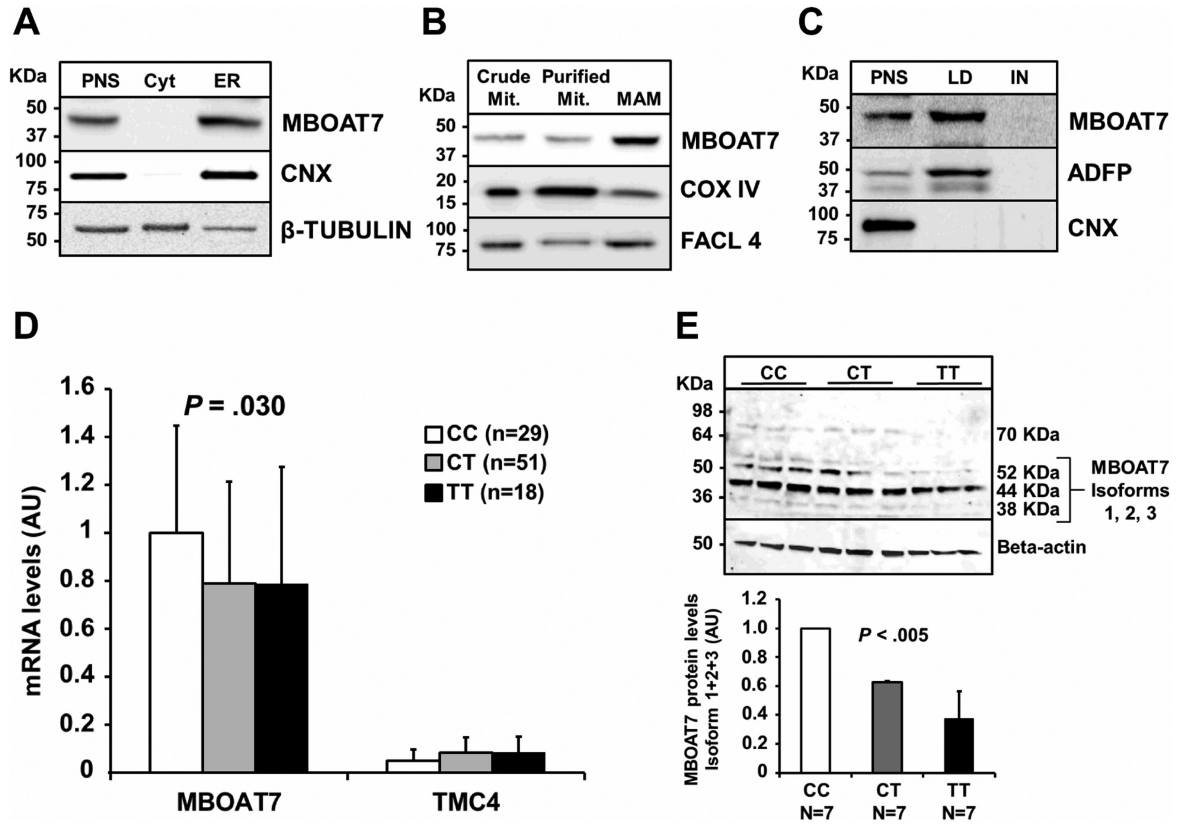 A
KDa
PNS Cyt ER
50
37
MBOAT7
100
75
CNX
75
50
β-TUBULIN
B
KDa
Crude Mit. Purified Mit. MAM
50
37
MBOAT7
20
15
COX IV
100
75
FACL 4
C
KDa
PNS LD IN
50
37
MBOAT7
50
37
ADFP
100
75
CNX
D
mRNA levels (AU)
1.6
1.4
1.2
1
0.8
0.6
0.4
0.2
0
P = .030
CC (n=29)
CT (n=51)
TT (n=18)
MBOAT7 TMC4
E
KDa
CC CT TT
98
64
50
36
50
70 KDa
52 KDa
44 KDa
38 KDa
MBOAT7
Isoforms
1, 2, 3
Beta-actin
MBOAT7 protein levels
Isoform 1+2+3 (AU)
1.2
1.0
0.8
0.6
0.4
0.2
0
P < .005
CC CT TT
N=7 N=7 N=7